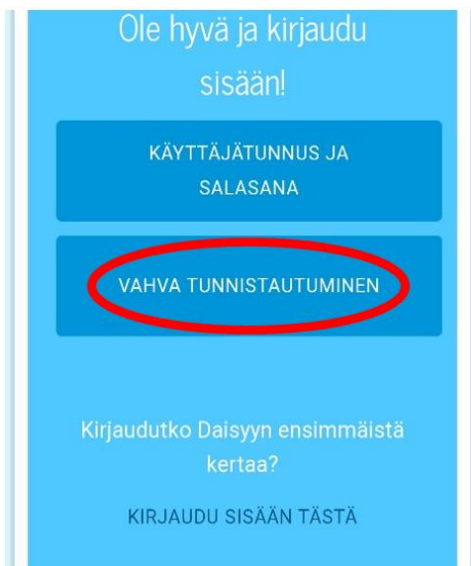 Ole hyvä ja kirjaudu
sisään!
KÄYTTÄJÄTUNNUS JA
SALASANA
VAHVA TUNNISTAUTUMINEN
Kirjaudutko Daisyyn ensimmäistä
kertaa?
KIRJAUDU SISÄÄN TÄSTÄ